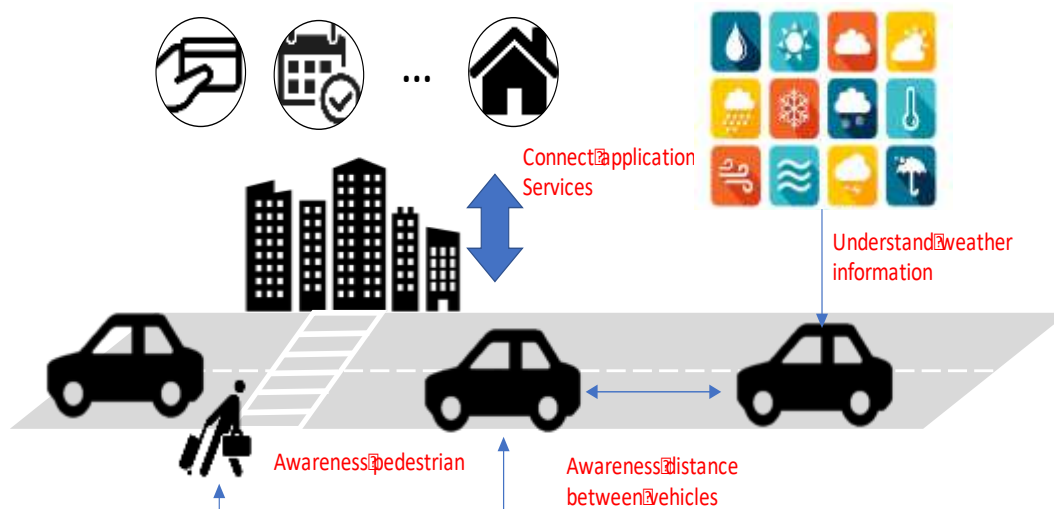 ...
Connect application
Services
Understand weather
information
Awareness pedestrian
Awareness distance
between vehicles